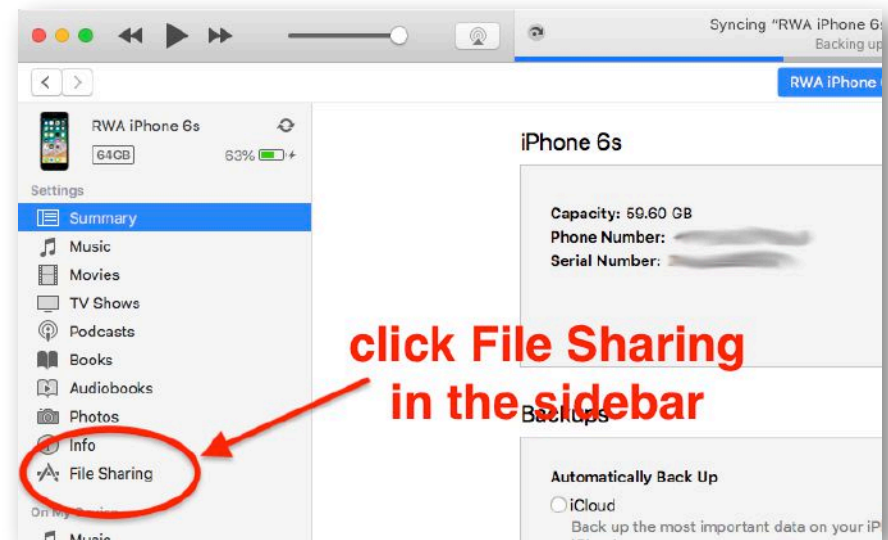 Syncing "RWA iPhone 6s
Backing up
RWA iPhone
RWA iPhone 6s
64GB
63%
Settings
Summary
Music
Movies
TV Shows
Podcasts
Books
Audiobooks
Photos
Info
File Sharing
On My Device
Music
iPhone 6s
Capacity: 59.60 GB
Phone Number:
Serial Number:
click File Sharing
in the sidebar
Backups
Automatically Back Up
iCloud
Back up the most important data on your iP